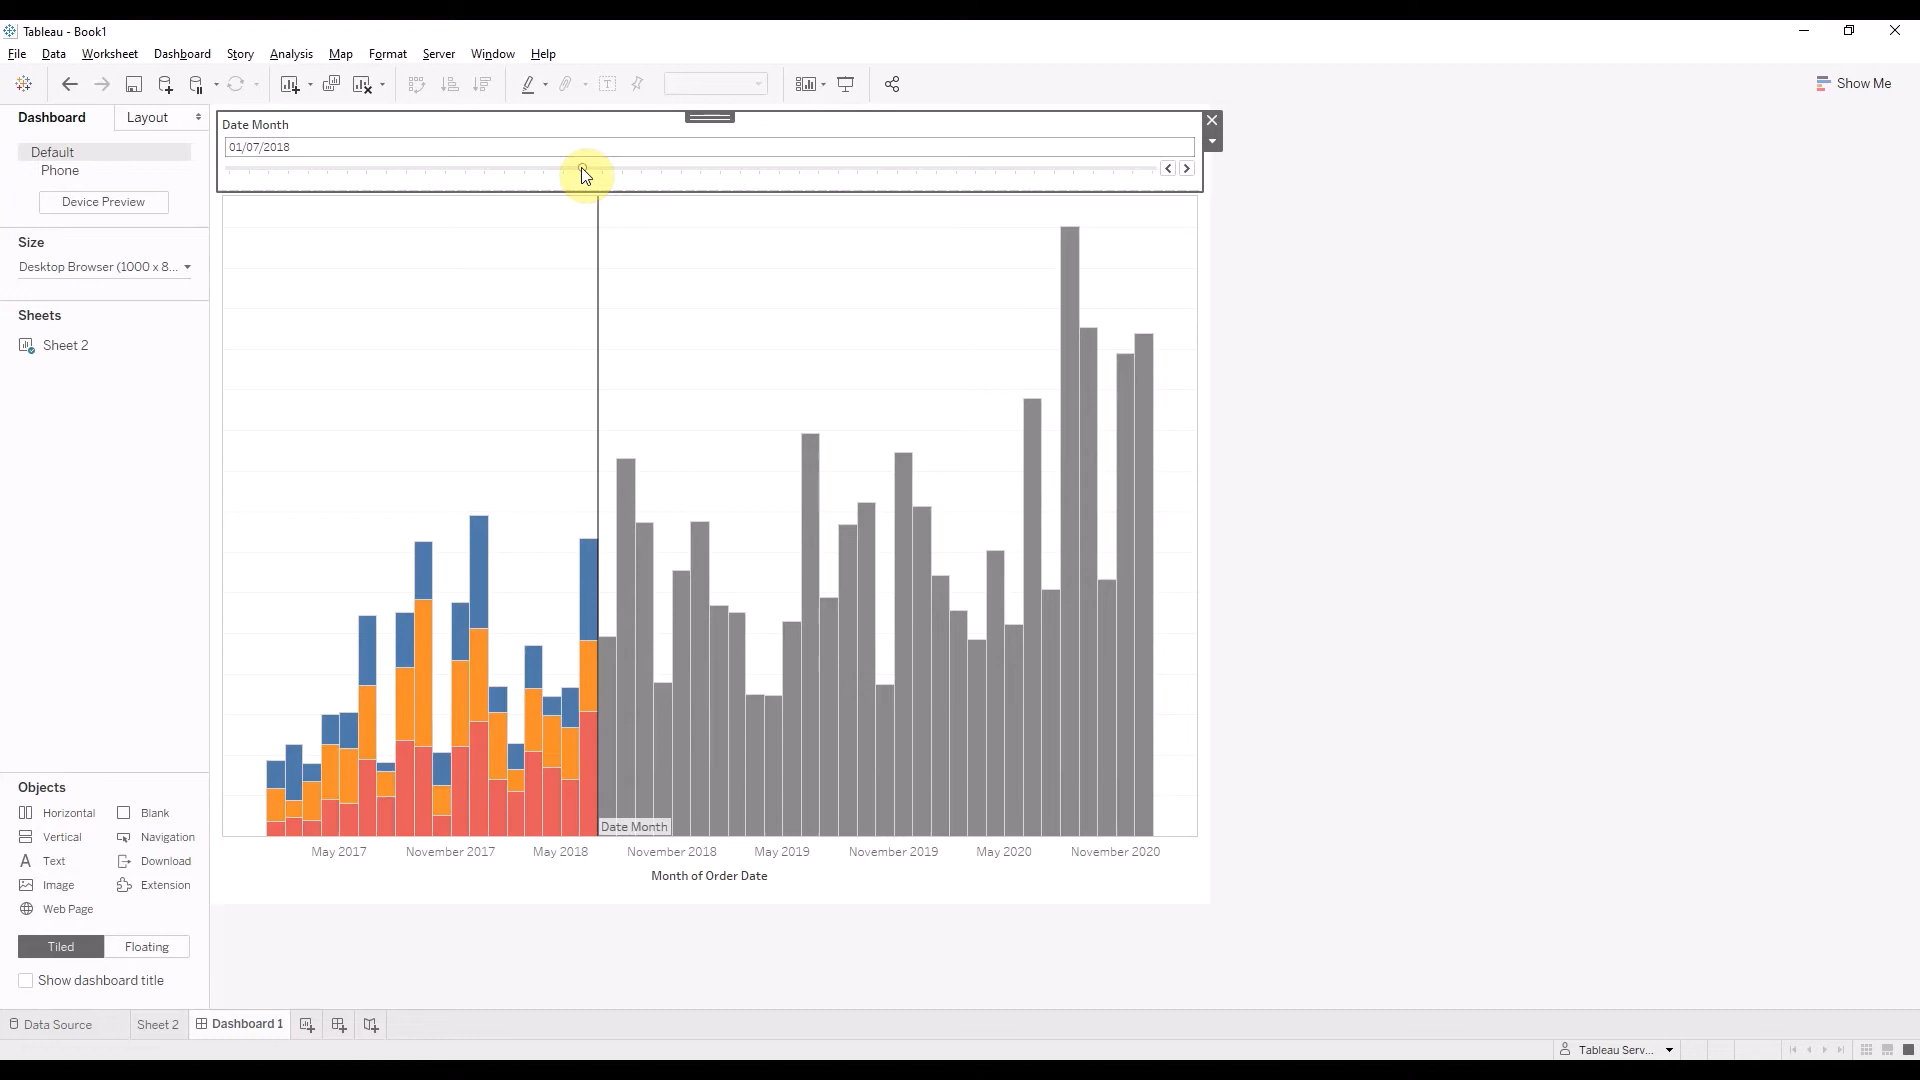 Tableau - Book1
File Data Worksheet Dashboard Story Analysis Map Format Server Window Help
Show Me
Dashboard Layout
Default
Phone
Device Preview
Size
Desktop Browser (1000 x 8...
Sheets
Sheet 2
Objects
Horizontal Blank
Vertical Navigation
Text Download
Image Extension
Web Page
Tiled Floating
Show dashboard title
Date Month
01/07/2018
Date Month
May 2017 November 2017 May 2018 November 2018 May 2019 November 2019 May 2020 November 2020
Month of Order Date
Data Source Sheet 2 Dashboard 1
Tableau Serv...